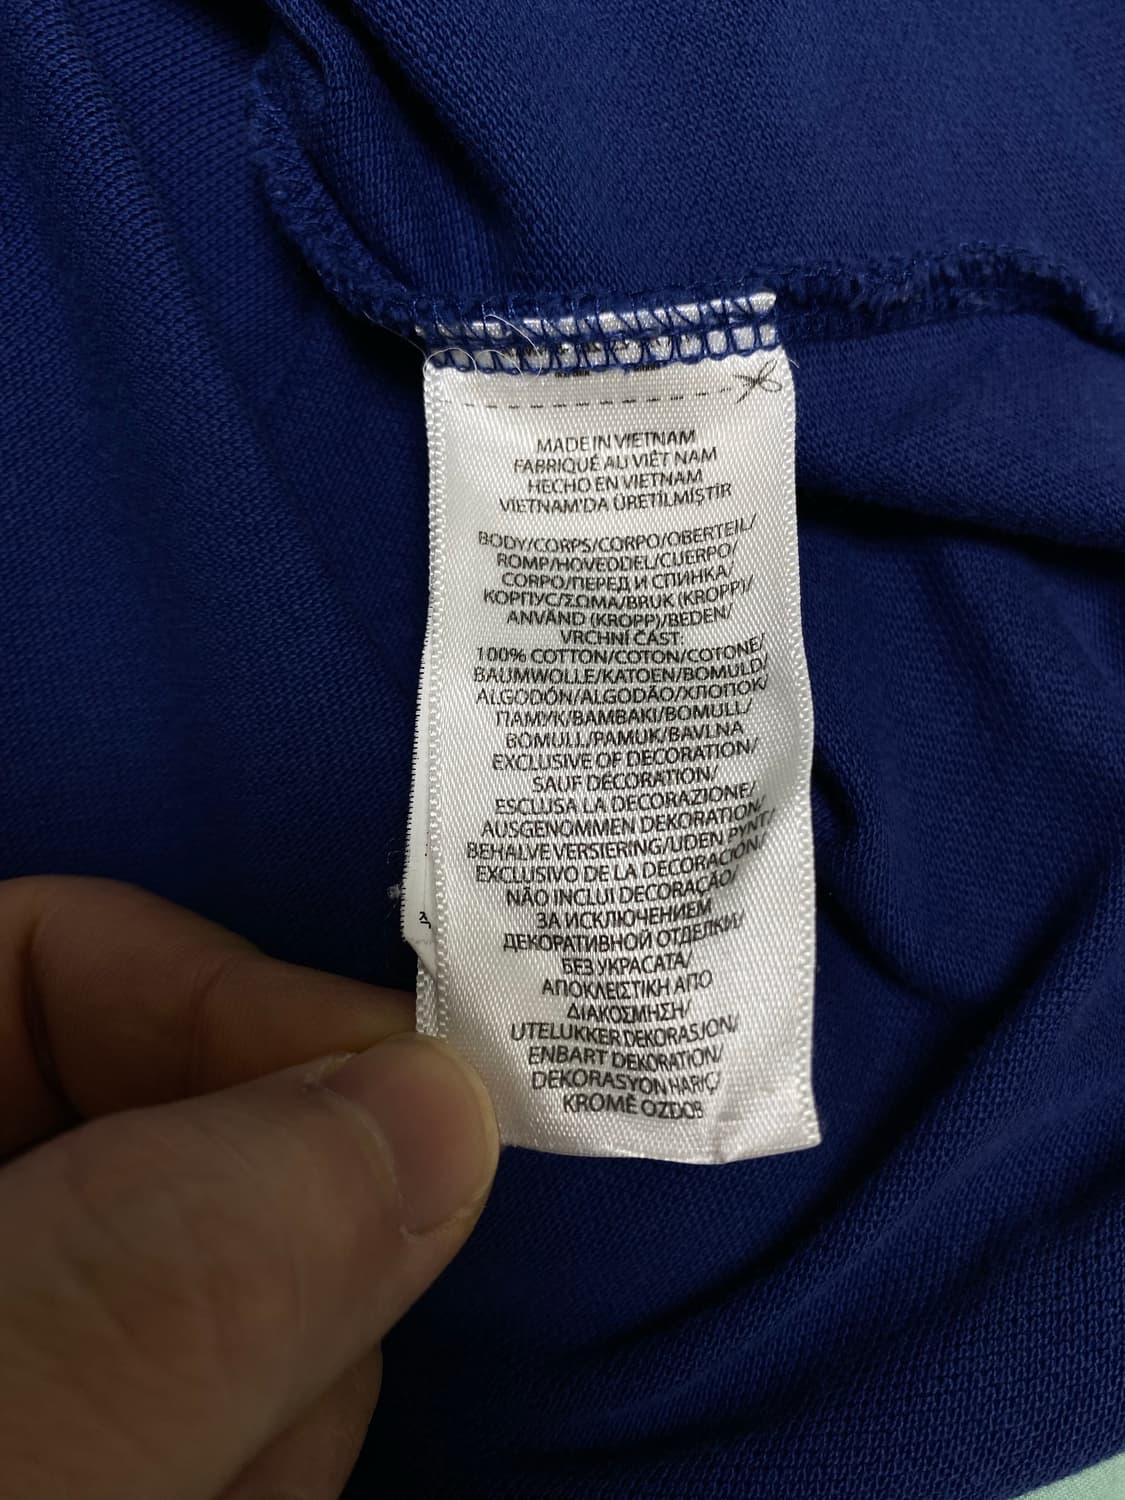 MADE IN VIETNAM
FABRIQUÉ AU VIÊT NAM
HECHO EN VIETNAM
VIETNAM'DA ÜRETİLMİŞTİR
BODY/CORPS/CORPO/OBERTEIL/
ROMP/HOVEDDEL/CUERPO/
CORPO/ПЕРЕД И СПИНКА/
КОРПУС/ΣΩΜΑ/BRUK (KROPP)/
ANVÄND (KROPP)/BEDEN/
VRCHNÍ ČÁST:
100% COTTON/COTON/COTONE/
BAUMWOLLE/KATOEN/BOMULD/
ALGODÓN/ALGODÃO/ХЛОПОК/
ПАМУК/ΒΑΜΒΑΚΙ/BOMULL/
BOMULL/PAMUK/BAVLNA
EXCLUSIVE OF DECORATION/
SAUF DÉCORATION/
ESCLUSA LA DECORAZIONE/
AUSGENOMMEN DEKORATION/
BEHALVE VERSIERING/UDEN PYNT/
EXCLUSIVO DE LA DECORACIÓN/
NÃO INCLUI DECORAÇÃO/
ЗА ИСКЛЮЧЕНИЕМ
ДЕКОРАТИВНОЙ ОТДЕЛКИ/
БЕЗ УКРАСАТА/
ΑΠΟΚΛΕΙΣΤΙΚΗ ΑΠΟ
ΔΙΑΚΟΣΜΗΣΗ/
UTELUKKER DEKORASJON/
ENBART DEKORATION/
DEKORASYON HARİÇ/
KROMĚ OZDOB